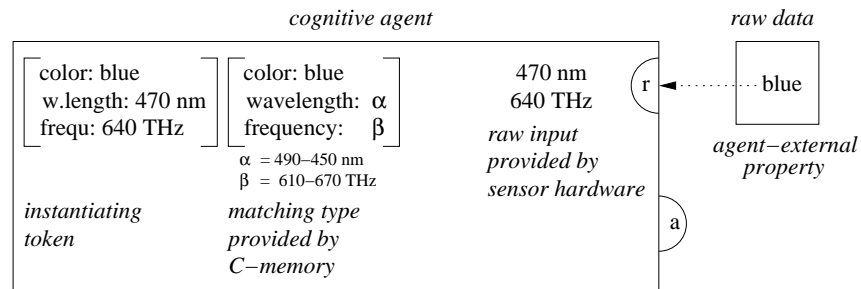 cognitive agent
raw data
color: blue
w.length: 470 nm
frequ: 640 THz
color: blue
wavelength: α
frequency: β
α = 490–450 nm
β = 610–670 THz
470 nm
640 THz
r
blue
raw input
provided by
sensor hardware
agent–external
property
instantiating
token
matching type
provided by
C–memory
a